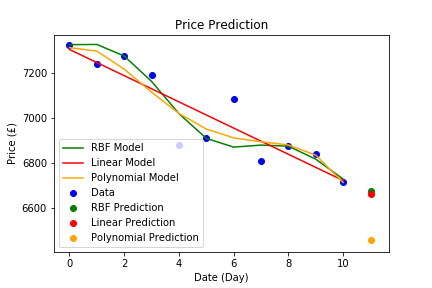 Price Prediction
Price (£)
7200
7000
6800
6600
RBF Model
Linear Model
Polynomial Model
Data
RBF Prediction
Linear Prediction
Polynomial Prediction
0 2 4 6 8 10
Date (Day)